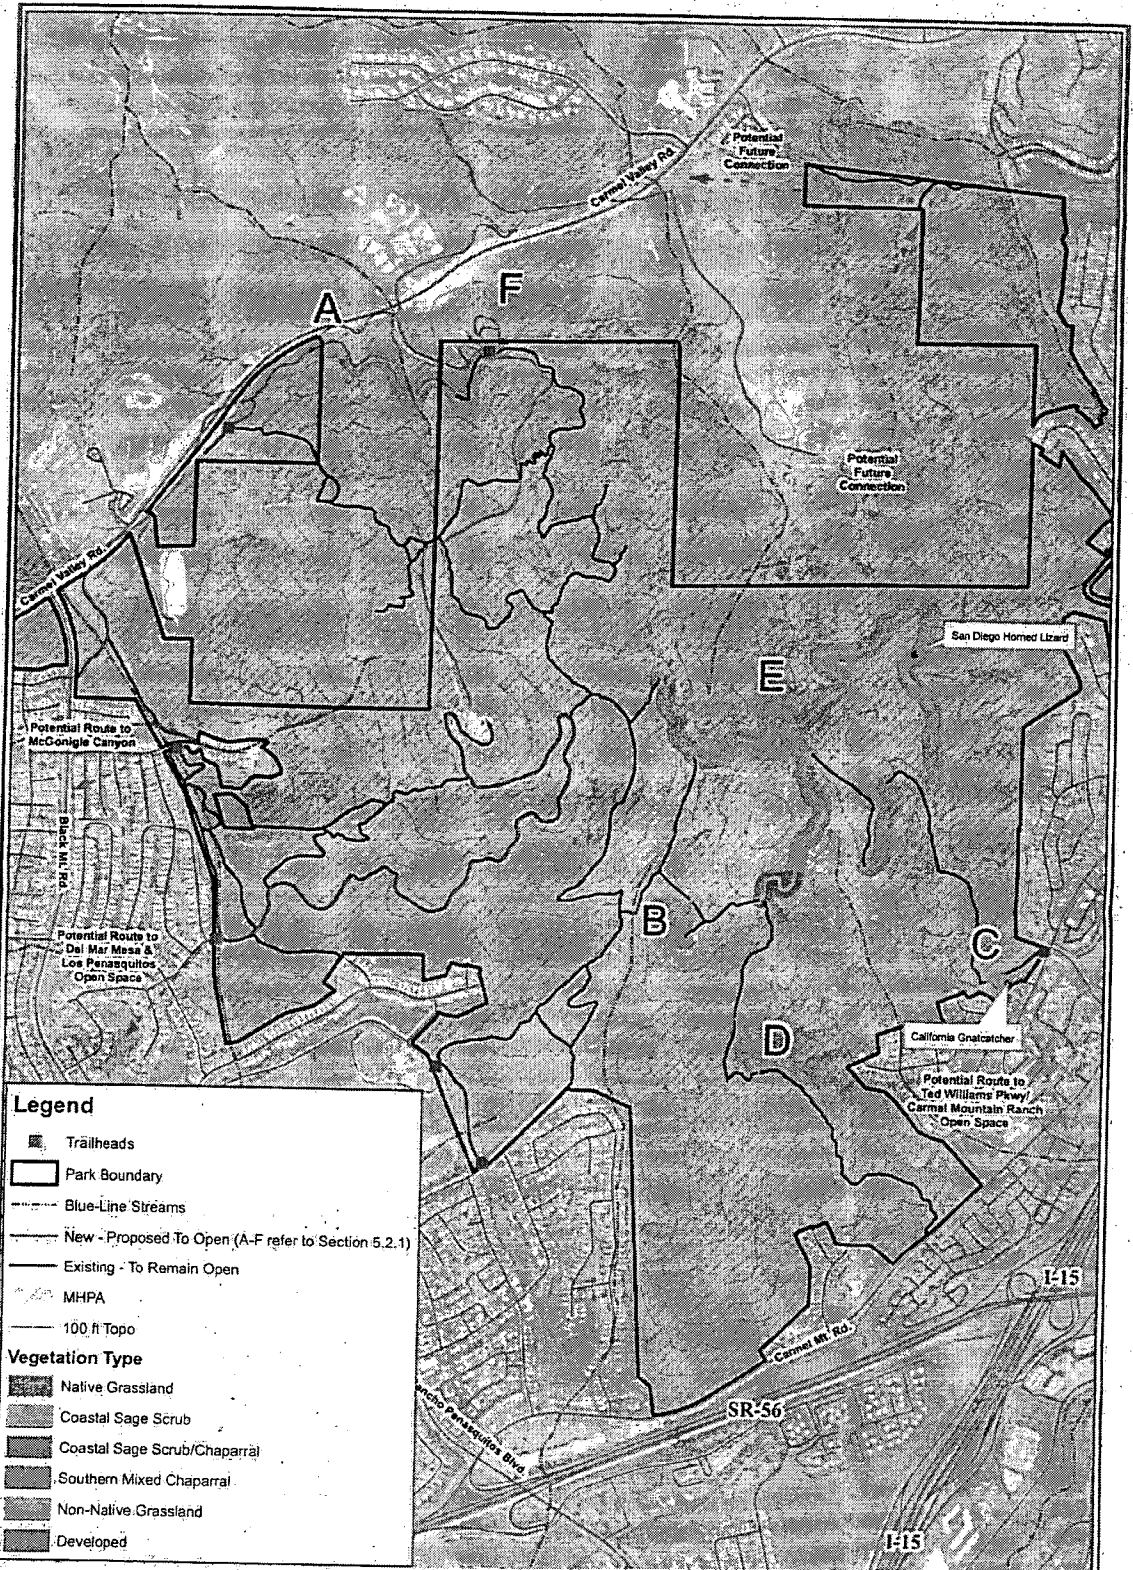 Potential
Future
Connection
Carmel Valley Rd.
F
A
Potential
Future
Connection
Carmel Valley Rd.
San Diego Horned Lizard
E
Potential Route to
McGonigle Canyon
Black Mt. Rd.
B
C
Potential Route to
Del Mar Mesa &
Los Penasquitos
Open Space
D
California Gnatcatcher
Potential Route to
Ted Williams Pkwy/
Carmel Mountain Ranch
Open Space
Legend
Trailheads
Park Boundary
Blue-Line Streams
New - Proposed To Open (A-F refer to Section 5.2.1)
Existing - To Remain Open
MHPA
100 ft Topo
Vegetation Type
Native Grassland
Coastal Sage Scrub
Coastal Sage Scrub/Chaparral
Southern Mixed Chaparral
Non-Native Grassland
Developed
I-15
Carmel Mt. Rd.
SR-56
ancho Penasquitos Blvd.
I-15